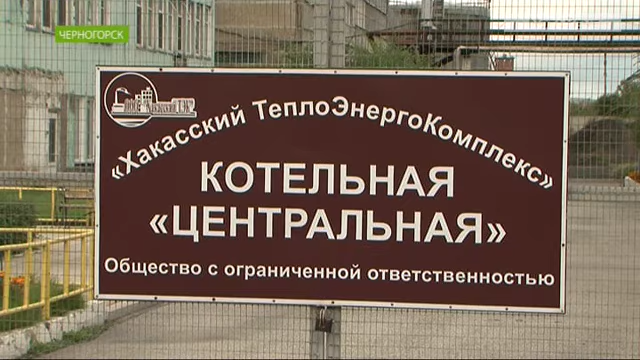 ЧЕРНОГОРСК
«Хакасский ТеплоЭнергоКомплекс»
КОТЕЛЬНАЯ
«ЦЕНТРАЛЬНАЯ»
Общество с ограниченной ответственностью